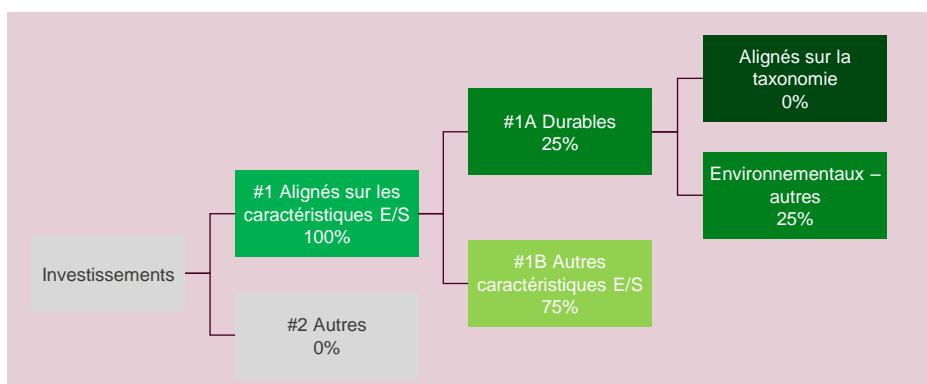 Investissements
#1 Alignés sur les
caractéristiques E/S
100%
#2 Autres
0%
#1A Durables
25%
#1B Autres
caractéristiques E/S
75%
Alignés sur la
taxonomie
0%
Environnementaux –
autres
25%